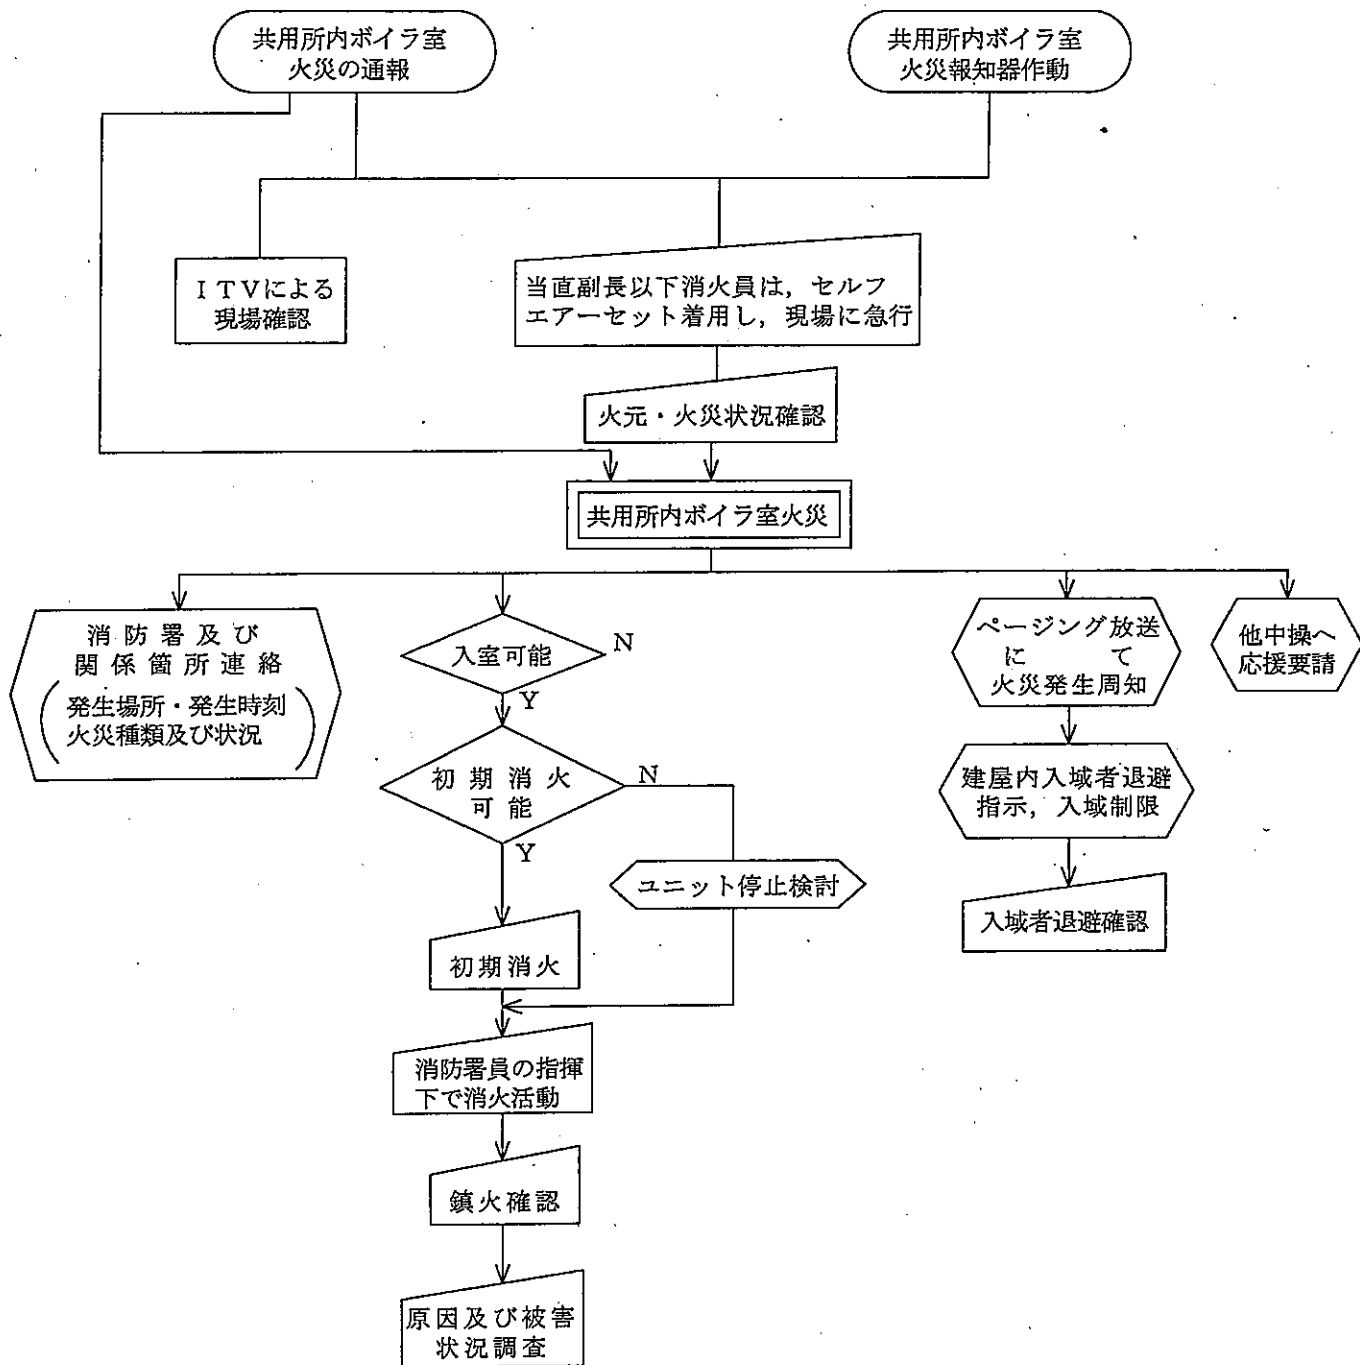 共用所内ボイラ室
火災の通報
共用所内ボイラ室
火災報知器作動
ＩＴＶによる
現場確認
当直副長以下消火員は，セルフ
エアーセット着用し，現場に急行
火元・火災状況確認
共用所内ボイラ室火災
消防署及び
関係箇所連絡
（発生場所・発生時刻
火災種類及び状況）
入室可能
N
Y
初期消火
可能
N
Y
ユニット停止検討
初期消火
消防署員の指揮
下で消火活動
鎮火確認
原因及び被害
状況調査
ページング放送
にて
火災発生周知
建屋内入域者退避
指示，入域制限
入域者退避確認
他中操へ
応援要請